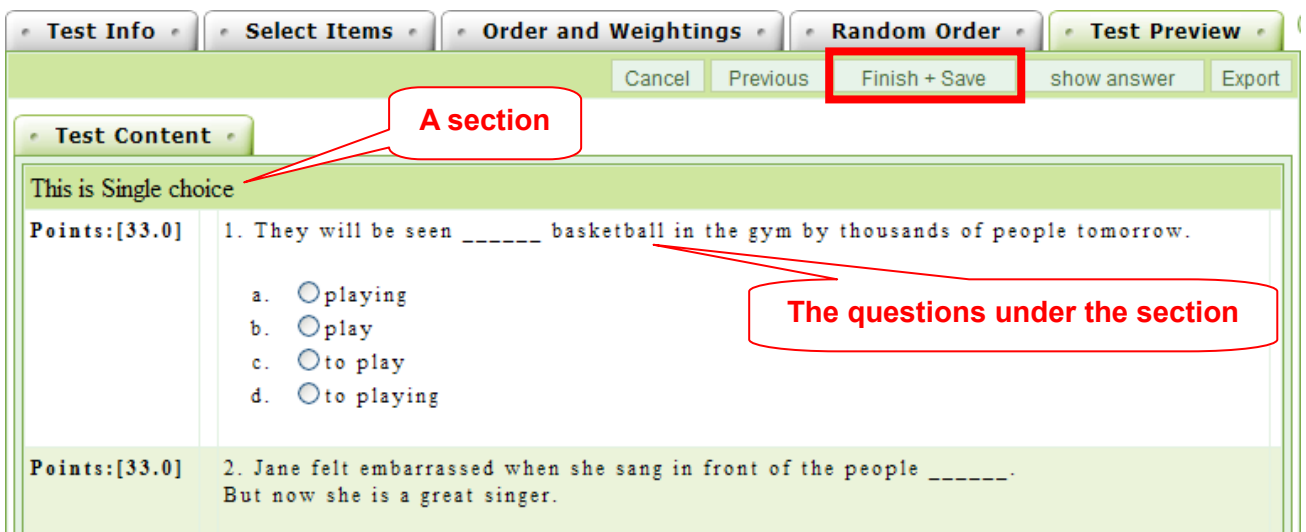 Test Info Select Items Order and Weightings Random Order Test Preview
Cancel Previous Finish + Save show answer Export
A section
Test Content
This is Single choice
Points:[33.0] 1. They will be seen ______ basketball in the gym by thousands of people tomorrow.
a. playing
The questions under the section
b. play
c. to play
d. to playing
Points:[33.0] 2. Jane felt embarrassed when she sang in front of the people ______.
But now she is a great singer.